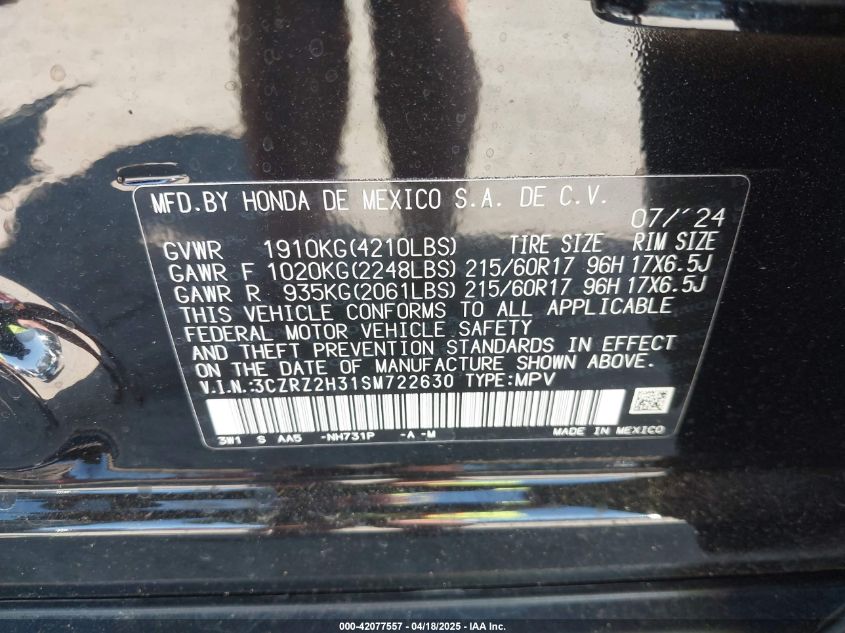 MFD.BY HONDA DE MEXICO S.A. DE C.V. 07/'24
GVWR 1910KG(4210LBS) TIRE SIZE RIM SIZE
GAWR F 1020KG(2248LBS) 215/60R17 96H 17X6.5J
GAWR R 935KG(2061LBS) 215/60R17 96H 17X6.5J
THIS VEHICLE CONFORMS TO ALL APPLICABLE
FEDERAL MOTOR VEHICLE SAFETY
AND THEFT PREVENTION STANDARDS IN EFFECT
ON THE DATE OF MANUFACTURE SHOWN ABOVE.
V.I.N.:3CZRZ2H31SM722630 TYPE:MPV
3W1 S AA5 -NH731P -A -M MADE IN MEXICO
000-42077557 - 04/18/2025 - IAA Inc.